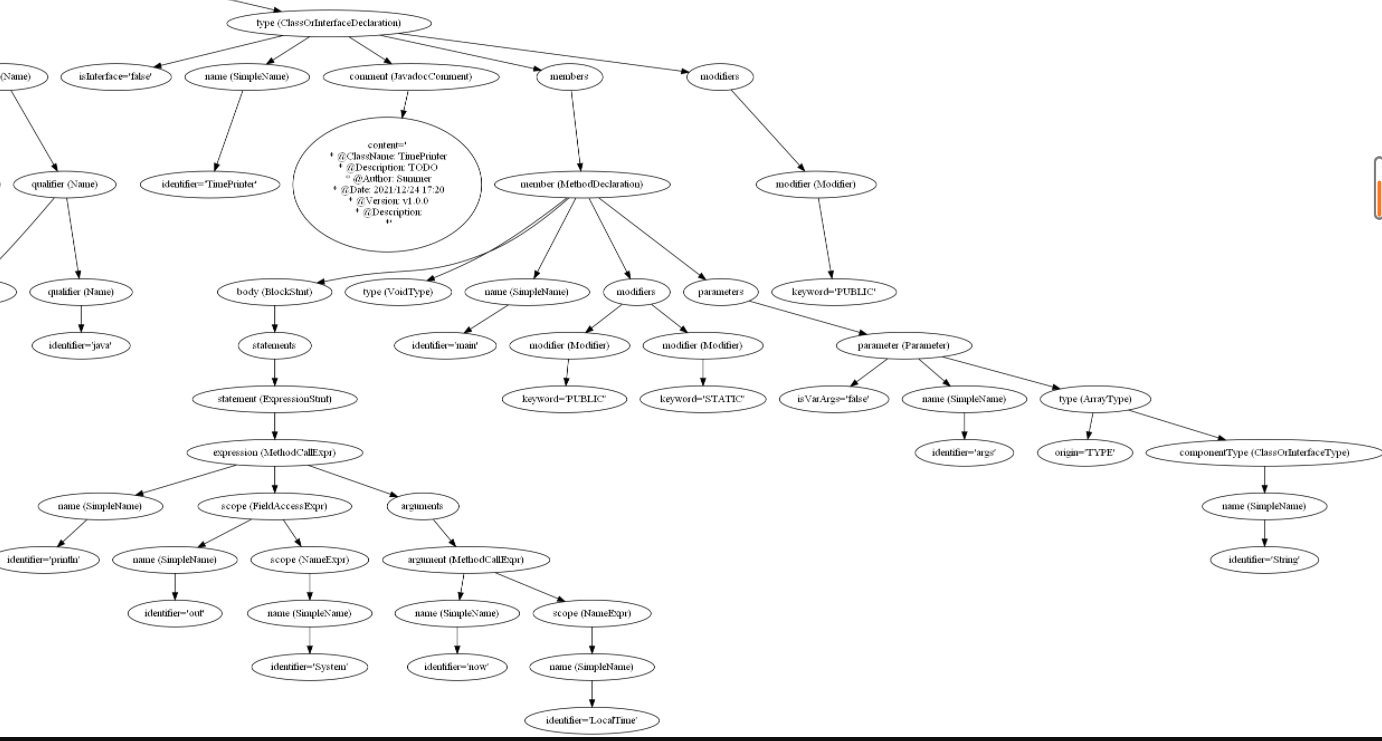 type (ClassOrInterfaceDeclaration)
(Name)
isInterface='false'
name (SimpleName)
comment (JavadocComment)
members
modifiers
content='
* @ClassName: TimePrinter
* @Description: TODO
* @Author: Summer
* @Date: 2021/12/24 17:20
* @Version: v1.0.0
* @Description:
*'
qualifier (Name)
identifier='TimePrinter'
member (MethodDeclaration)
modifier (Modifier)
)
qualifier (Name)
body (BlockStmt)
type (VoidType)
name (SimpleName)
modifiers
parameters
keyword='PUBLIC'
identifier='java'
statements
identifier='main'
modifier (Modifier)
modifier (Modifier)
parameter (Parameter)
statement (ExpressionStmt)
keyword='PUBLIC'
keyword='STATIC'
isVarArgs='false'
name (SimpleName)
type (ArrayType)
expression (MethodCallExpr)
identifier='args'
origin='TYPE'
componentType (ClassOrInterfaceType)
name (SimpleName)
scope (FieldAccessExpr)
arguments
name (SimpleName)
identifier='println'
name (SimpleName)
scope (NameExpr)
argument (MethodCallExpr)
identifier='String'
identifier='out'
name (SimpleName)
name (SimpleName)
scope (NameExpr)
identifier='System'
identifier='now'
name (SimpleName)
identifier='LocalTime'